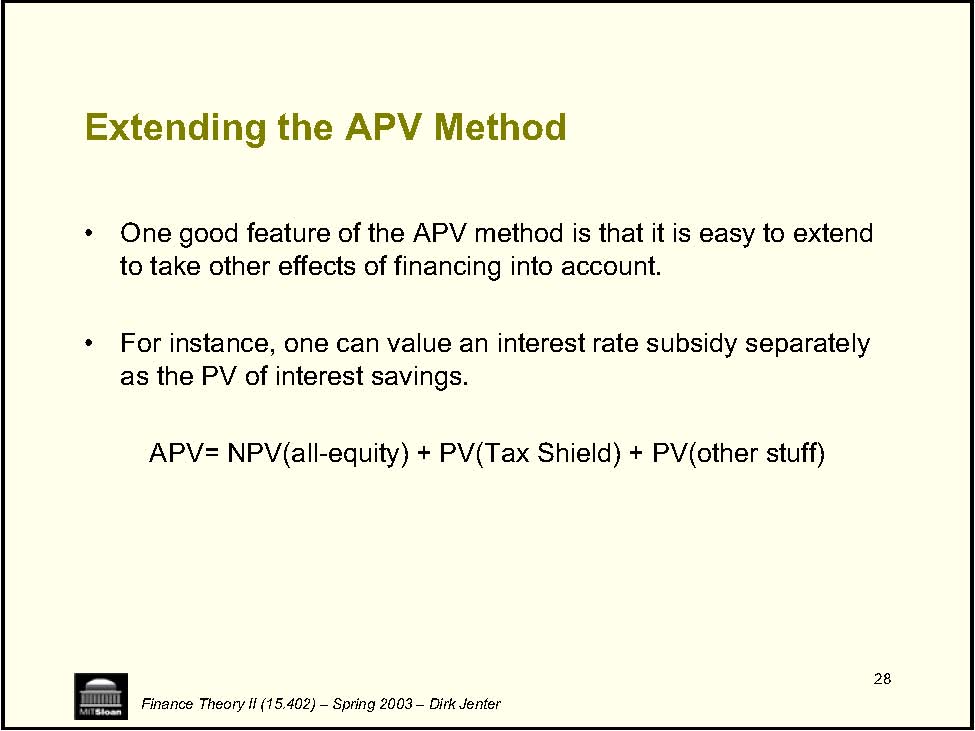 Extending the APV Method
• One good feature of the APV method is that it is easy to extend
to take other effects of financing into account.
• For instance, one can value an interest rate subsidy separately
as the PV of interest savings.
APV= NPV(all-equity) + PV(Tax Shield) + PV(other stuff)
28
MITSloan
Finance Theory II (15.402) – Spring 2003 – Dirk Jenter